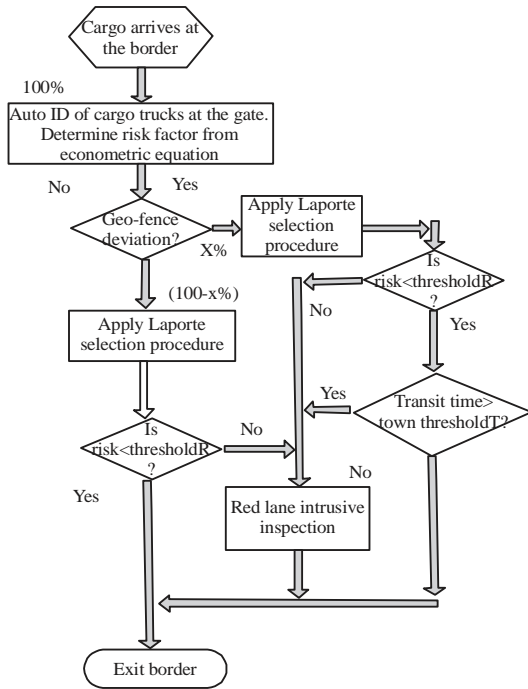 Cargo arrives at
the border
100%
Auto ID of cargo trucks at the gate.
Determine risk factor from
econometric equation
No
Yes
Geo-fence
deviation?
X%
Apply Laporte
selection
procedure
Is
risk<thresholdR
?
No
Yes
(100-x%)
Apply Laporte
selection procedure
Yes
Transit time>
town thresholdT?
Is
risk<thresholdR
?
No
Yes
No
Red lane intrusive
inspection
Exit border